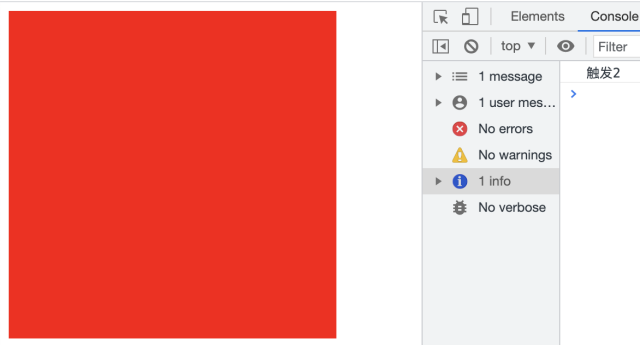 Elements
Console
top ▼
Filter
1 message
触发2
1 user mes...
No errors
No warnings
1 info
No verbose